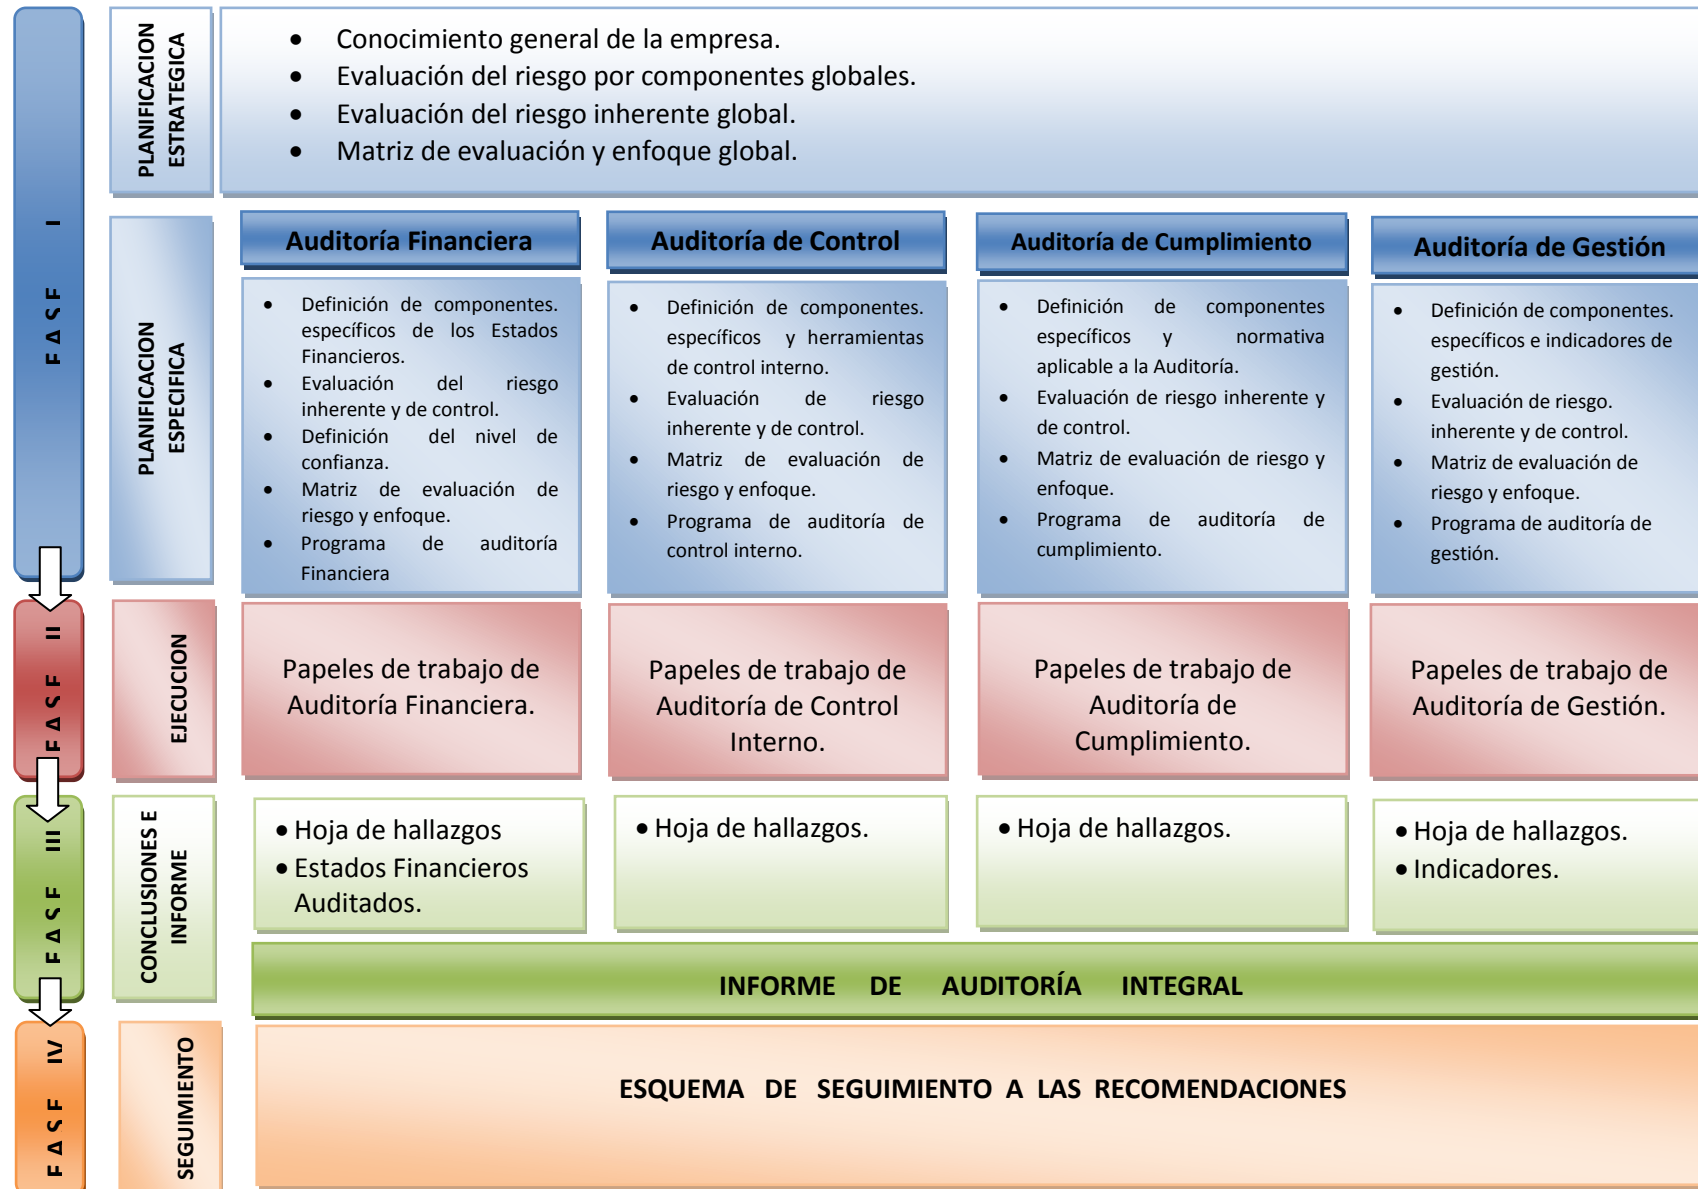 FASE I
PLANIFICACION
ESTRATEGICA
• Conocimiento general de la empresa.
• Evaluación del riesgo por componentes globales.
• Evaluación del riesgo inherente global.
• Matriz de evaluación y enfoque global.
PLANIFICACION
ESPECIFICA
Auditoría Financiera
• Definición de componentes.
específicos de los Estados
Financieros.
• Evaluación del riesgo
inherente y de control.
• Definición del nivel de
confianza.
• Matriz de evaluación de
riesgo y enfoque.
• Programa de auditoría
Financiera
Auditoría de Control
• Definición de componentes.
específicos y herramientas
de control interno.
• Evaluación de riesgo
inherente y de control.
• Matriz de evaluación de
riesgo y enfoque.
• Programa de auditoría de
control interno.
Auditoría de Cumplimiento
• Definición de componentes
específicos y normativa
aplicable a la Auditoría.
• Evaluación de riesgo inherente y
de control.
• Matriz de evaluación de riesgo y
enfoque.
• Programa de auditoría de
cumplimiento.
Auditoría de Gestión
• Definición de componentes.
específicos e indicadores de
gestión.
• Evaluación de riesgo.
inherente y de control.
• Matriz de evaluación de
riesgo y enfoque.
• Programa de auditoría de
gestión.
FASE II
EJECUCION
Papeles de trabajo de
Auditoría Financiera.
Papeles de trabajo de
Auditoría de Control
Interno.
Papeles de trabajo de
Auditoría de
Cumplimiento.
Papeles de trabajo de
Auditoría de Gestión.
FASE III
CONCLUSIONES E
INFORME
• Hoja de hallazgos
• Estados Financieros
Auditados.
• Hoja de hallazgos.
• Hoja de hallazgos.
• Hoja de hallazgos.
• Indicadores.
INFORME DE AUDITORÍA INTEGRAL
FASE IV
SEGUIMIENTO
ESQUEMA DE SEGUIMIENTO A LAS RECOMENDACIONES